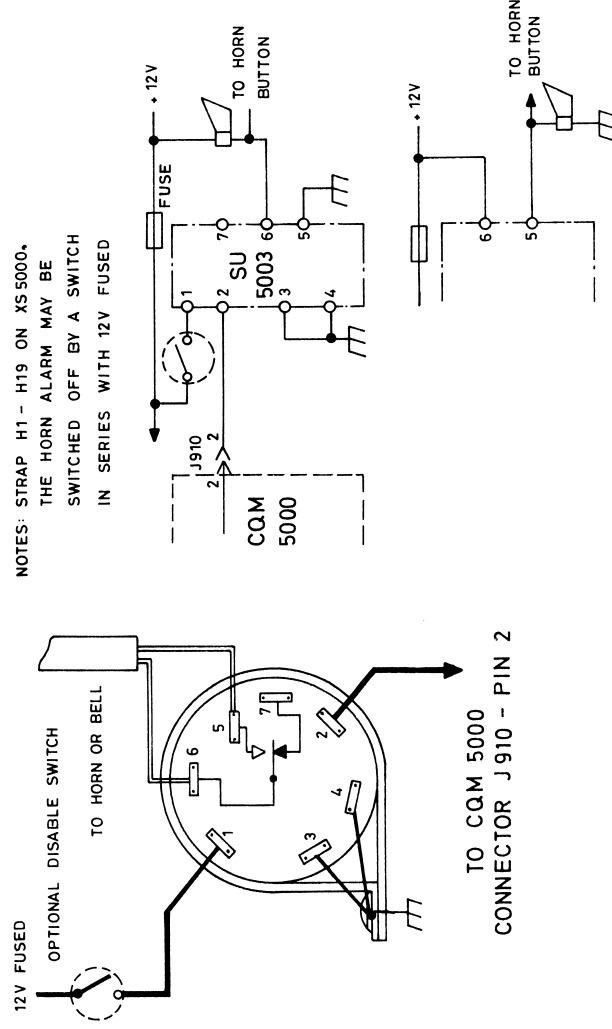 NOTES: STRAP H1 - H19 ON XS5000.
THE HORN ALARM MAY BE
SWITCHED OFF BY A SWITCH
IN SERIES WITH 12V FUSED
12V FUSED
OPTIONAL DISABLE SWITCH
TO HORN OR BELL
1
6
5
7
3
4
2
TO CQM 5000
CONNECTOR J910 - PIN 2
+ 12V
FUSE
TO HORN
BUTTON
J910
2
2
CQM
5000
1
2
3
4
SU
5003
7
6
5
+ 12V
TO HORN
BUTTON
6
5